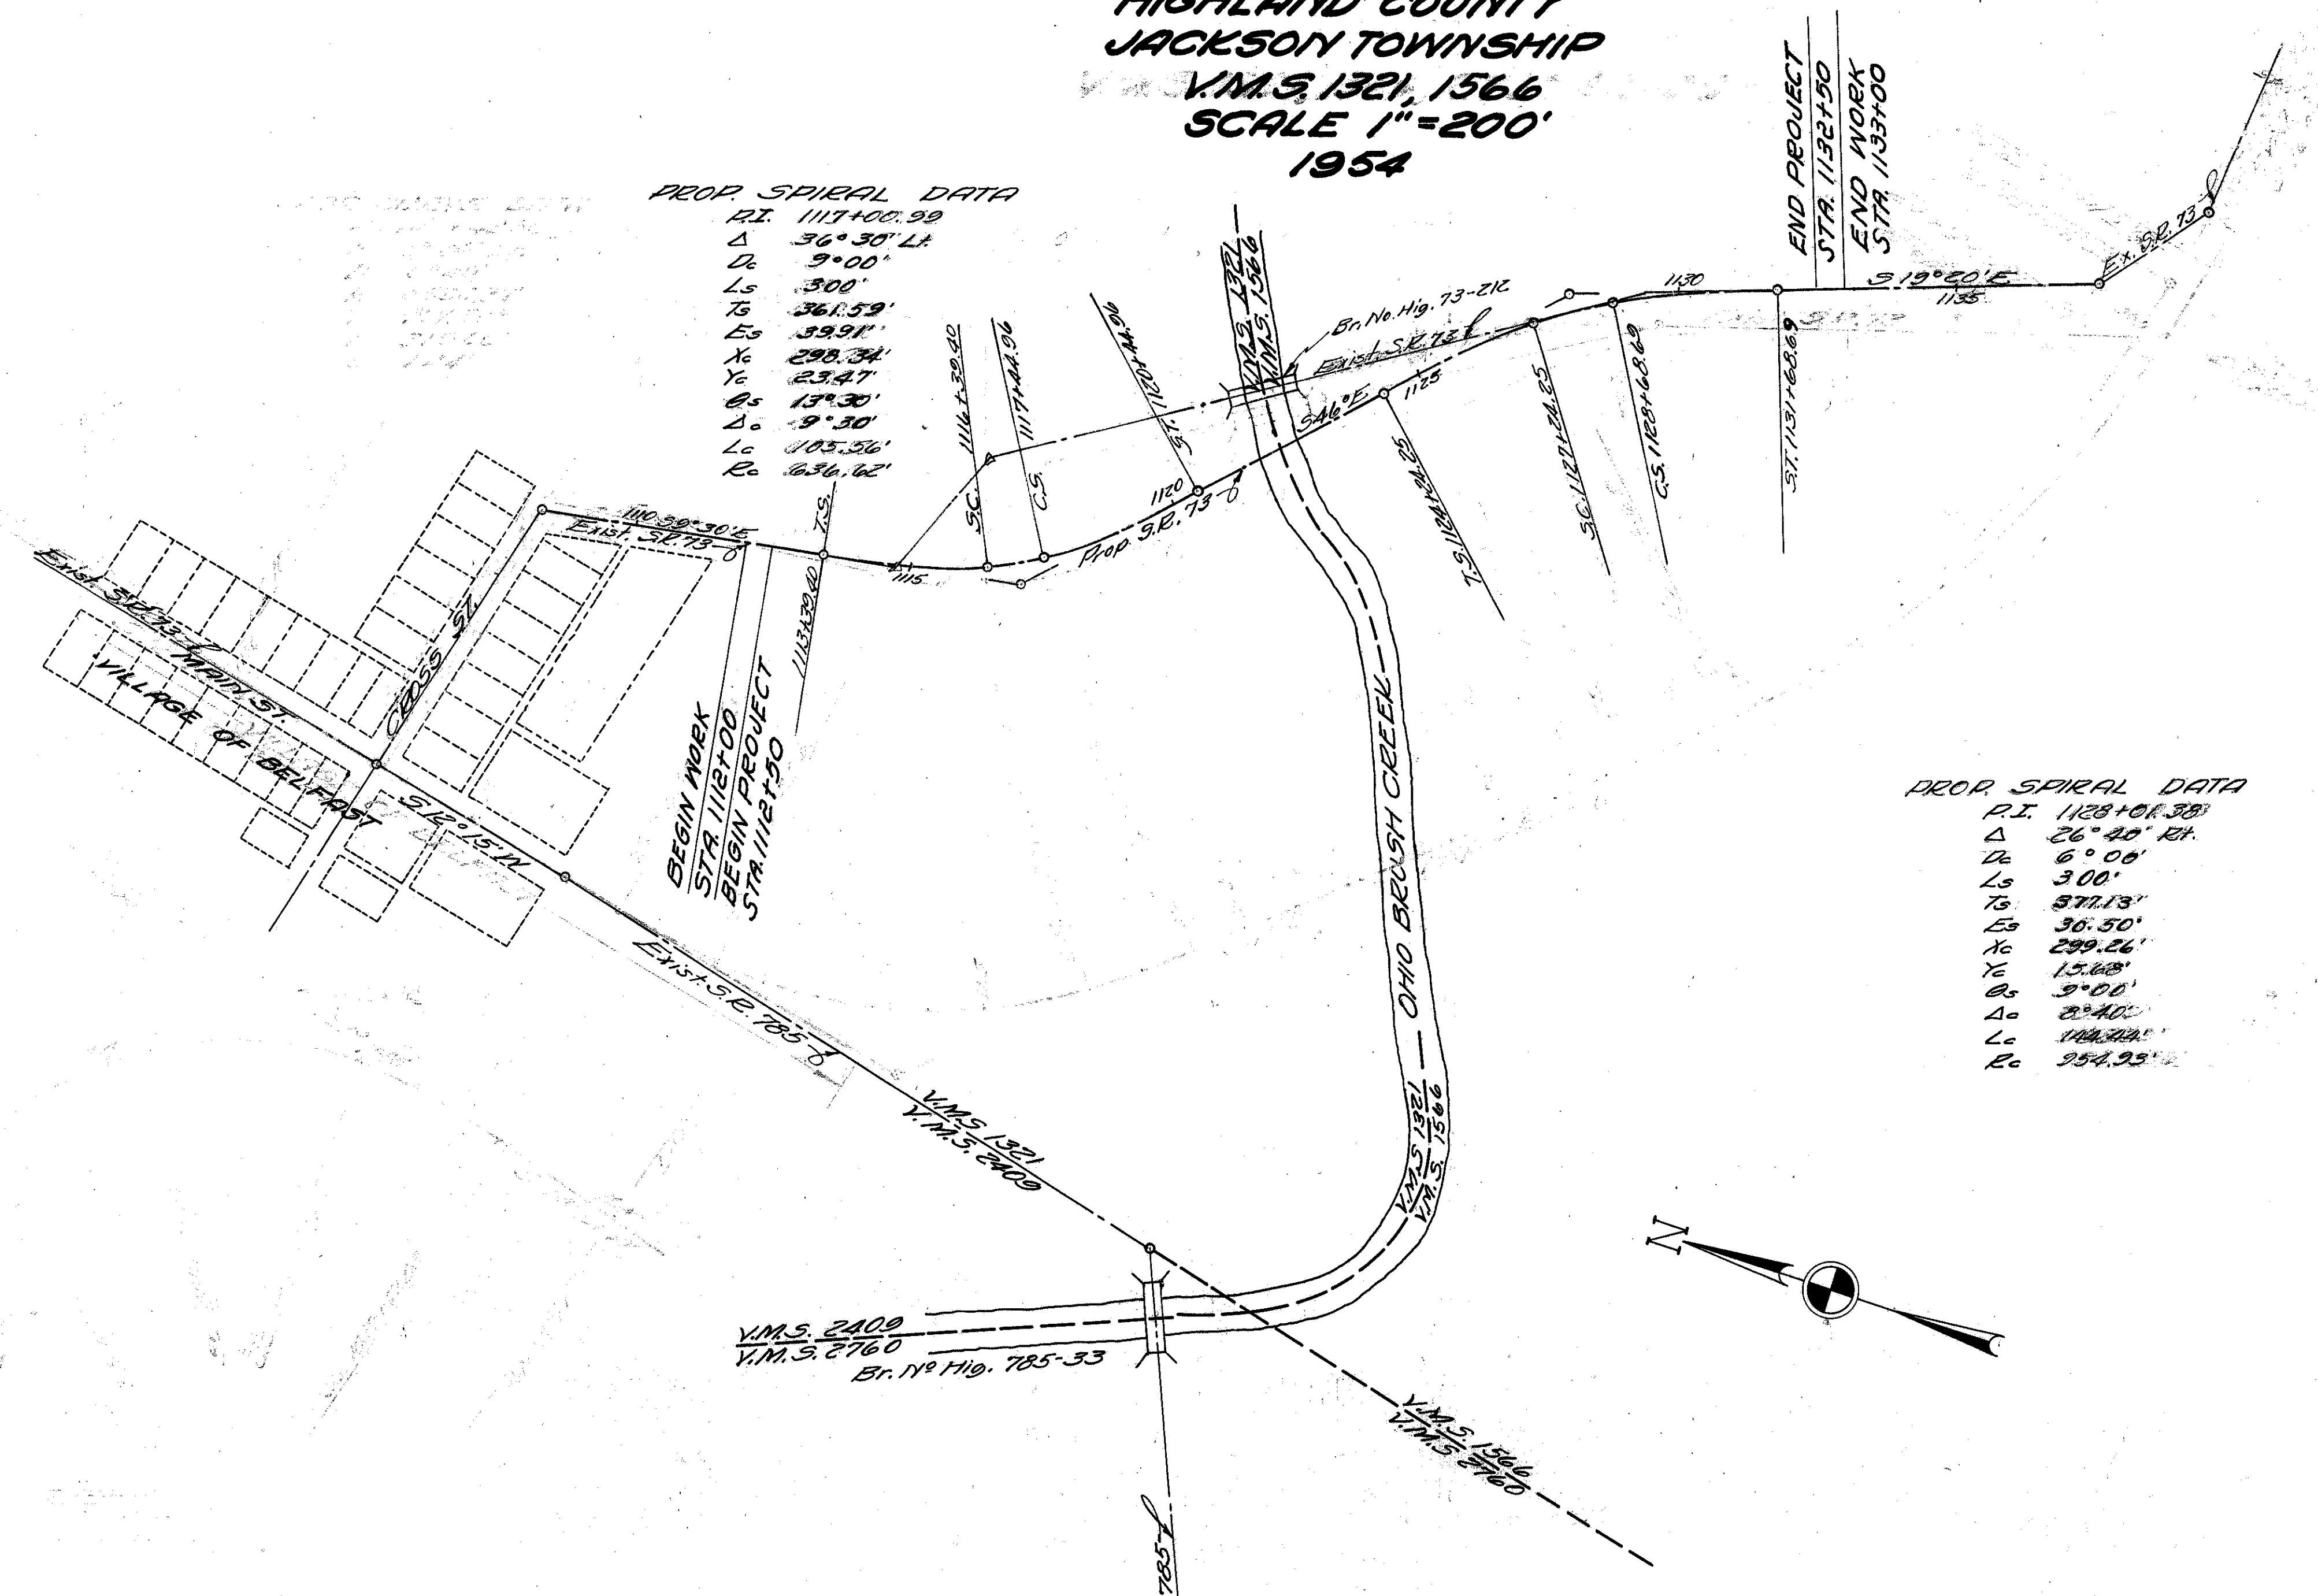 HIGHLAND COUNTY
JACKSON TOWNSHIP
V.M.S. 1321, 1566
SCALE 1"=200'
1954
END PROJECT
STA. 1132+50
END WORK
STA. 1133+00
PROP. SPIRAL DATA
P.I. 1117+00.99
Δ 36°30' Lt.
Dc 9°00'
Ls 300'
Ts 361.59'
Es 39.91'
Xc 298.34'
Yc 23.47'
θs 13°30'
Δc 9°30'
Lc 105.56'
Rc 636.62'
V.M.S. 1321
V.M.S. 1566
Br. No. Hig. 73-212
Exist. S.R. 73
1130
S 19°20' E
1135
Ex. S.R. 73
T.S.
1113+39.40
S.C. 1116+39.40
C.S. 1117+44.96
S.T. 1120+44.96
S46°E
1125
T.S. 1124+24.25
S.C. 1127+24.25
C.S. 1128+68.69
S.T. 1131+68.69
1110 S9°30'E
Exist. S.R. 73
1115
1120
Prop. S.R. 73
Exist. S.R. 73
MAIN ST.
CROSS ST.
VILLAGE OF BELFAST
S12°15'W
BEGIN WORK
STA. 1112+00
BEGIN PROJECT
STA. 1112+50
OHIO BRUSH CREEK
PROP. SPIRAL DATA
P.I. 1128+01.38
Δ 26°40' Rt.
Dc 6°00'
Ls 300'
Ts 377.13'
Es 30.50'
Xc 299.26'
Yc 15.68'
θs 9°00'
Δc 8°40'
Lc 144.44'
Rc 954.93'
Exist. S.R. 785
V.M.S. 1321
V.M.S. 2409
V.M.S. 1321
V.M.S. 1566
N
V.M.S. 2409
V.M.S. 2760
Br. Nº Hig. 785-33
V.M.S. 1566
V.M.S. 2760
785